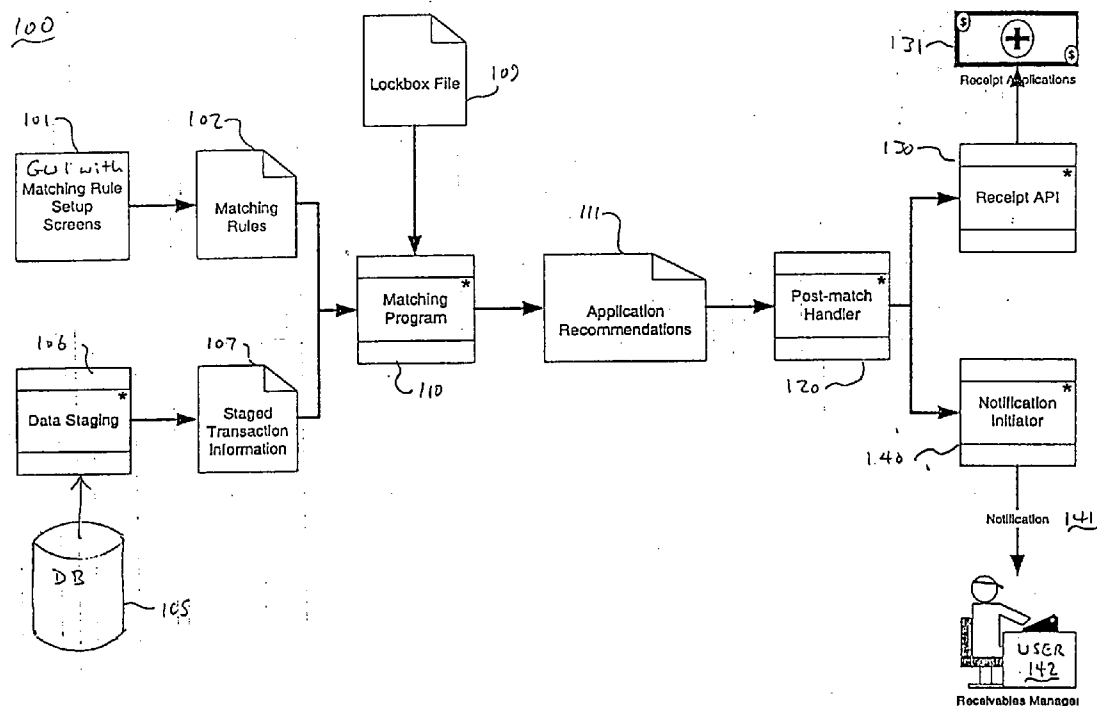 100
101
GUI with
Matching Rule
Setup
Screens
102
Matching
Rules
Lockbox File
109
106
Data Staging
*
107
Staged
Transaction
Information
DB
105
Matching
Program
*
110
111
Application
Recommendations
Post-match
Handler
*
120
131
$
$
Receipt Applications
130
Receipt API
*
Notification
Initiator
*
140
Notification
141
USER
142
Receivables Manager